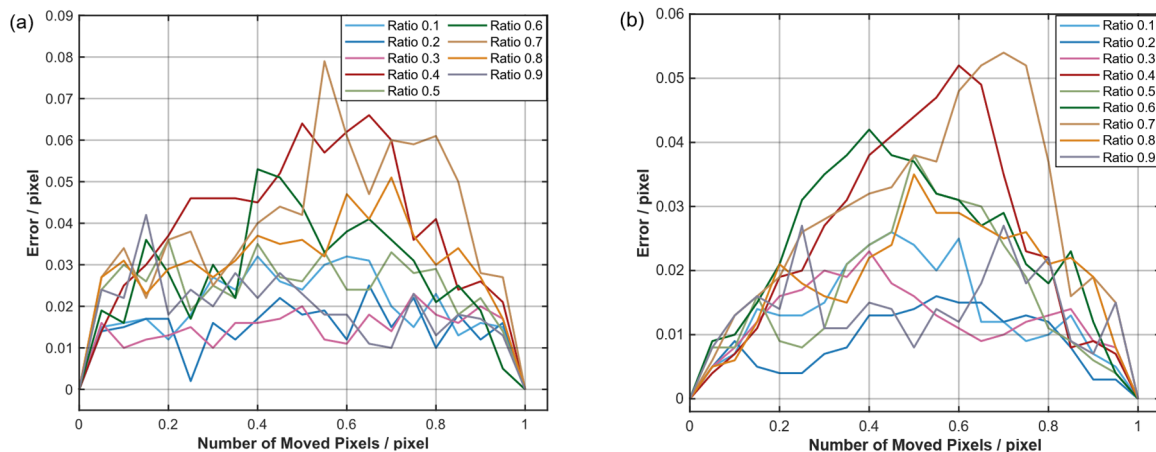 (a)
0.09
0.08
0.07
0.06
0.05
0.04
0.03
0.02
0.01
0
Error / pixel
0
0.2
0.4
0.6
0.8
1
Number of Moved Pixels / pixel
Ratio 0.1
Ratio 0.2
Ratio 0.3
Ratio 0.4
Ratio 0.5
Ratio 0.6
Ratio 0.7
Ratio 0.8
Ratio 0.9
(b)
0.06
0.05
0.04
0.03
0.02
0.01
0
Error / pixel
0
0.2
0.4
0.6
0.8
1
Number of Moved Pixels / pixel
Ratio 0.1
Ratio 0.2
Ratio 0.3
Ratio 0.4
Ratio 0.5
Ratio 0.6
Ratio 0.7
Ratio 0.8
Ratio 0.9